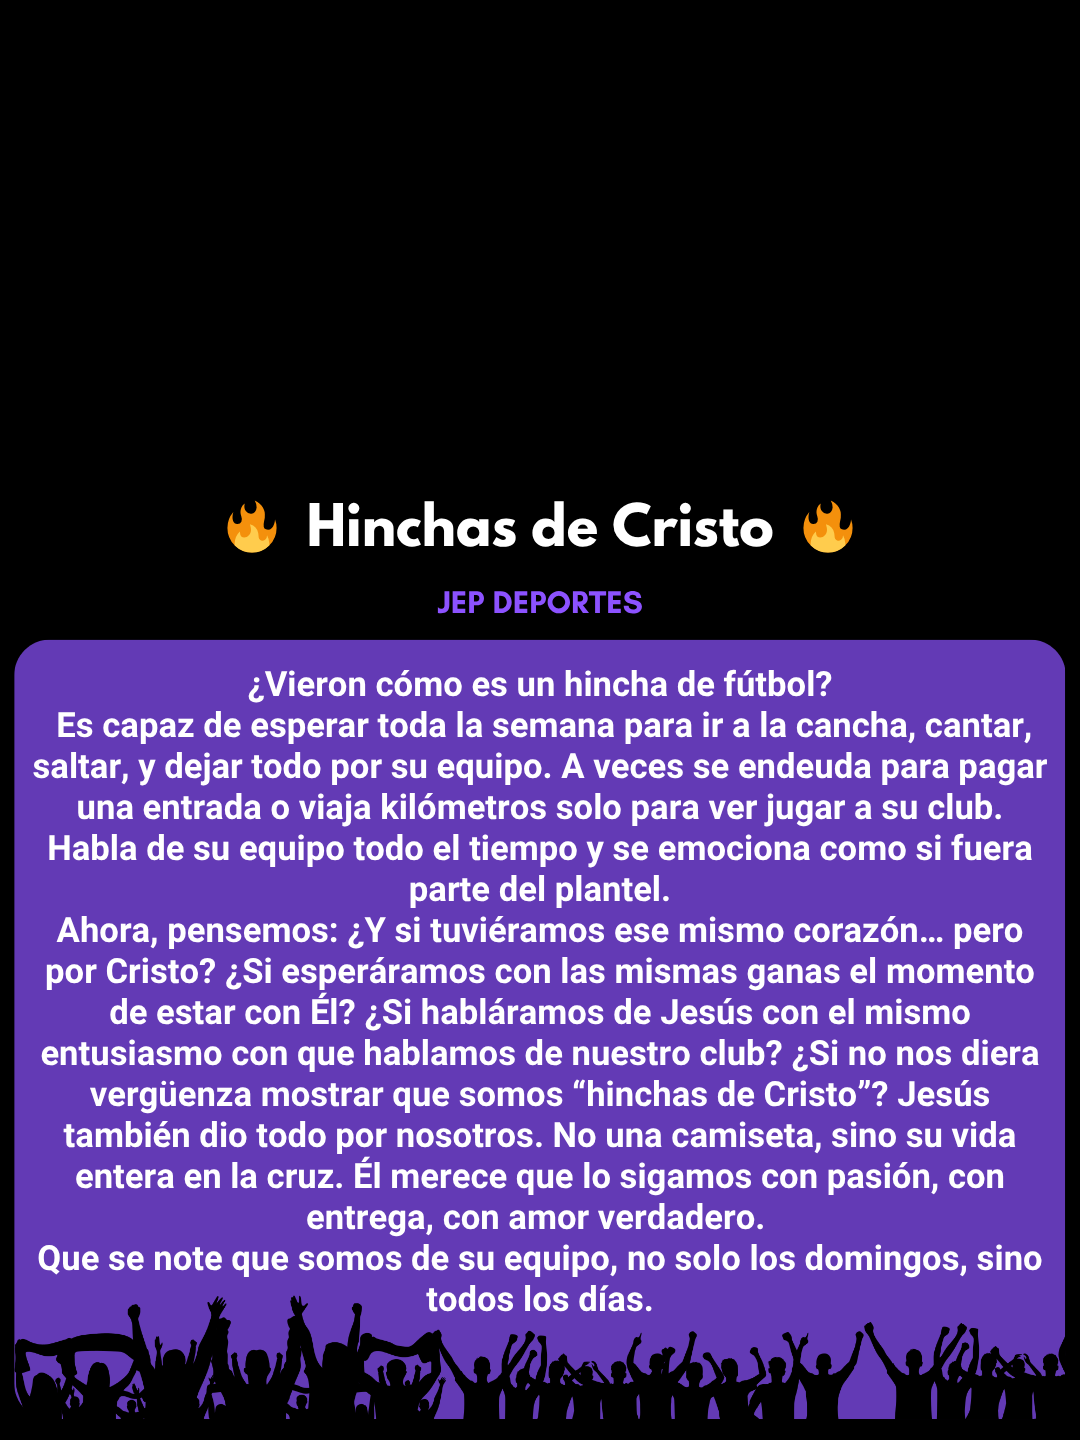 🔥 Hinchas de Cristo 🔥
JEP DEPORTES
¿Vieron cómo es un hincha de fútbol?
Es capaz de esperar toda la semana para ir a la cancha, cantar,
saltar, y dejar todo por su equipo. A veces se endeuda para pagar
una entrada o viaja kilómetros solo para ver jugar a su club.
Habla de su equipo todo el tiempo y se emociona como si fuera
parte del plantel.
Ahora, pensemos: ¿Y si tuviéramos ese mismo corazón… pero
por Cristo? ¿Si esperáramos con las mismas ganas el momento
de estar con Él? ¿Si habláramos de Jesús con el mismo
entusiasmo con que hablamos de nuestro club? ¿Si no nos diera
vergüenza mostrar que somos “hinchas de Cristo”? Jesús
también dio todo por nosotros. No una camiseta, sino su vida
entera en la cruz. Él merece que lo sigamos con pasión, con
entrega, con amor verdadero.
Que se note que somos de su equipo, no solo los domingos, sino
todos los días.